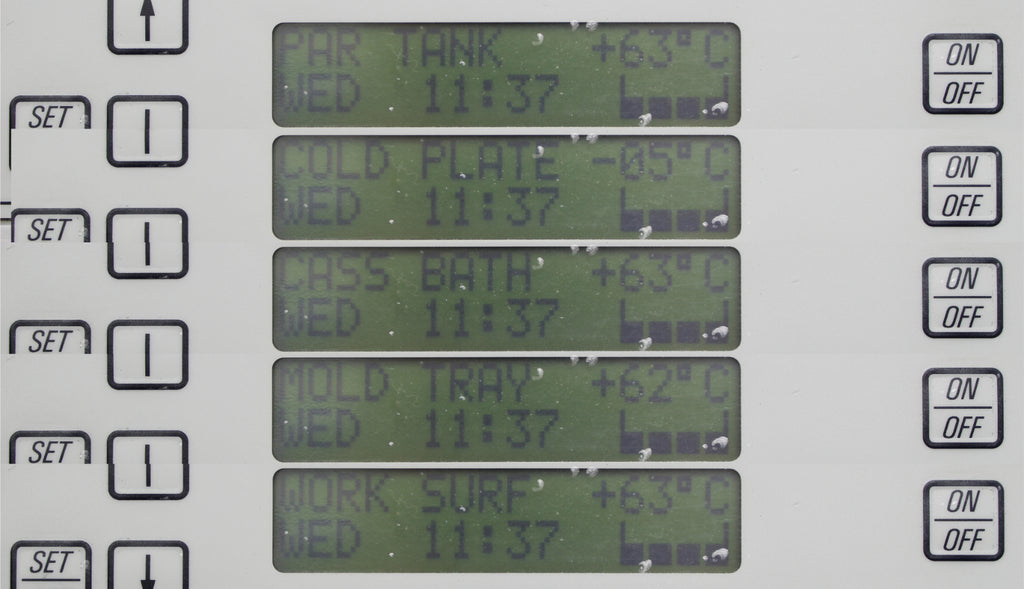 PAR TANK +63°C
WED 11:37
ON
OFF
SET
COLD PLATE -05°C
WED 11:37
ON
OFF
SET
CASS BATH +63°C
WED 11:37
ON
OFF
SET
MOLD TRAY +62°C
WED 11:37
ON
OFF
SET
WORK SURF +63°C
WED 11:37
ON
OFF
SET